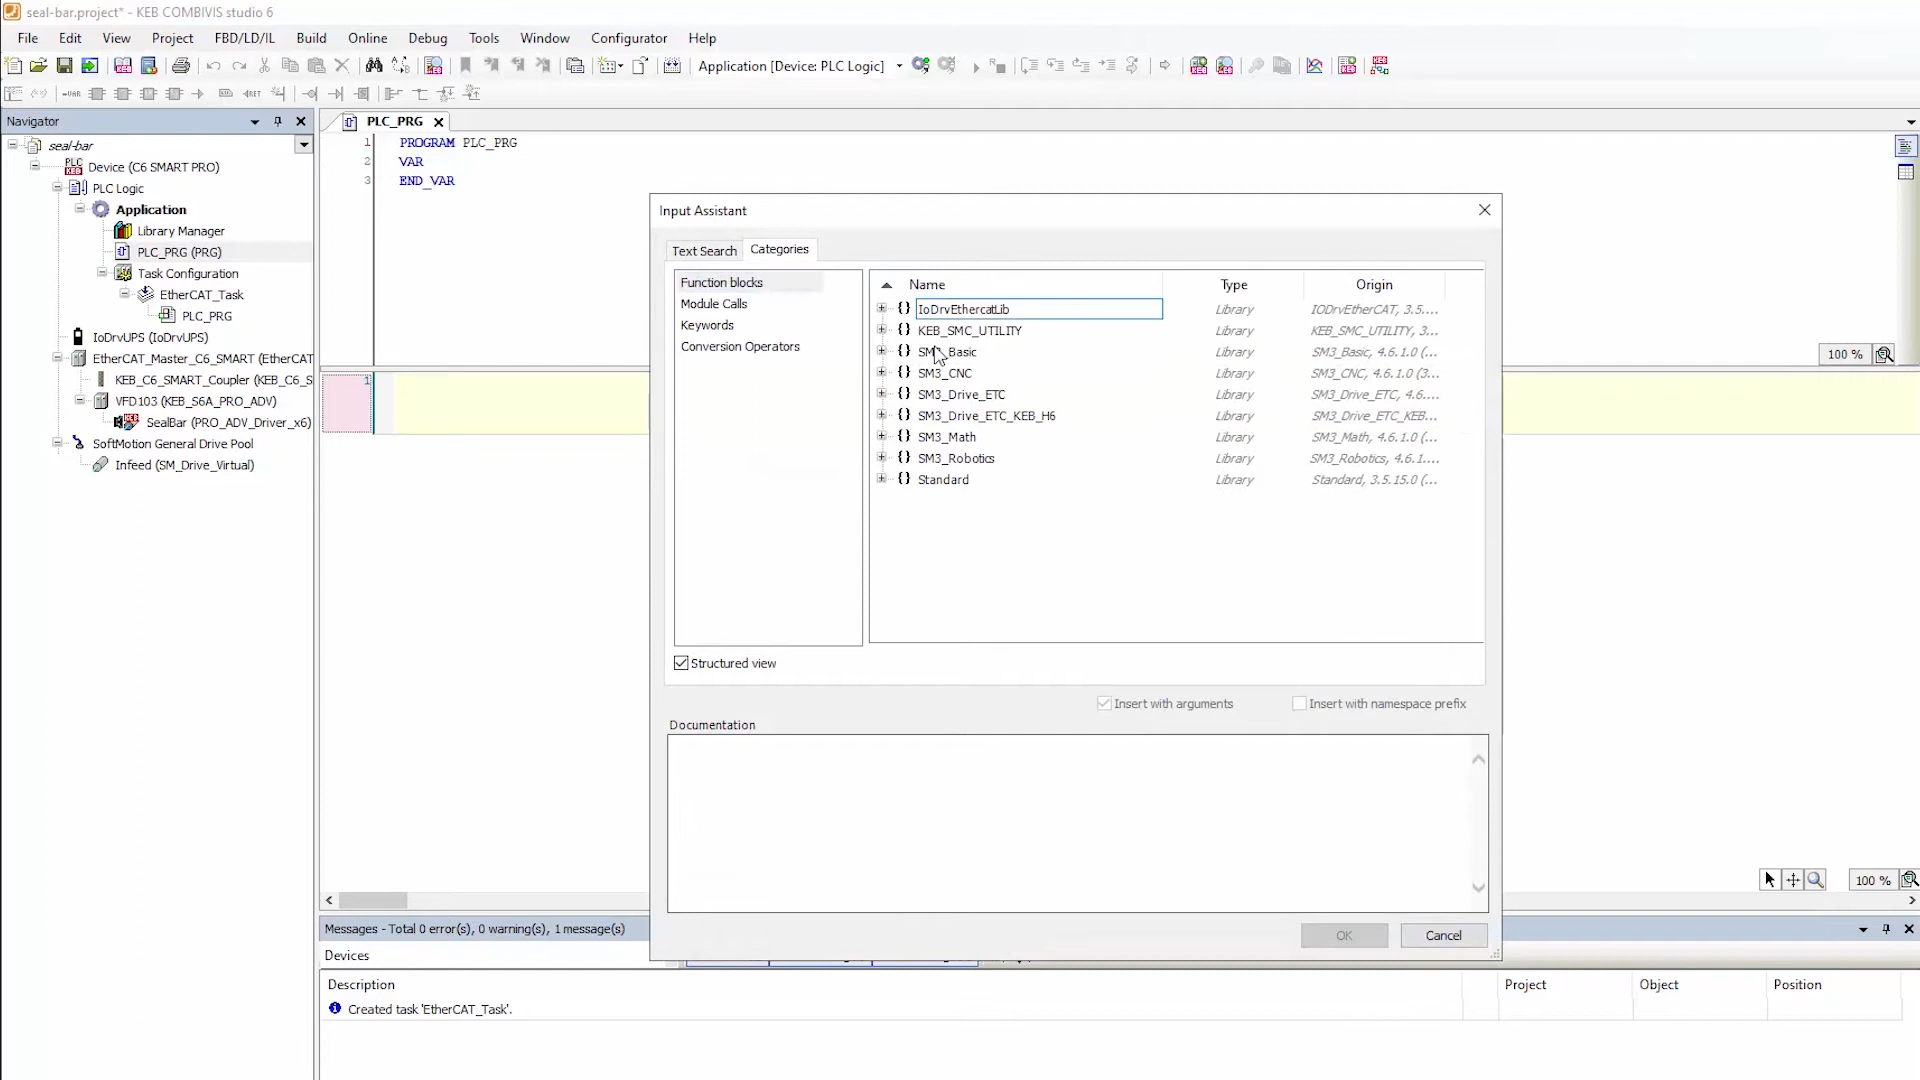 seal-bar.project* - KEB COMBIVIS studio 6
File Edit View Project FBD/LD/IL Build Online Debug Tools Window Help
Application [Device: PLC Logic]
Navigator
seal-bar
Device (C6 SMART PRO)
PLC Logic
Application
Library Manager
PLC_PRG (PRG)
Task Configuration
EtherCAT_Task
PLC_PRG
IoDrvUPS (IoDrvUPS)
EtherCAT_Master_C6_SMART (EtherCAT
KEB_C6_SMART_Coupler (KEB_C6_S
VFD103 (KEB_S6A_PRO_ADV)
SealBar (PRO_ADV_Driver_x6)
SoftMotion General Drive Pool
Infeed (SM_Drive_Virtual)
PLC_PRG
1 PROGRAM PLC_PRG
2 VAR
3 END_VAR
100 %
1
Input Assistant
Text Search Categories
Function blocks
Module Calls
Keywords
Conversion Operators
Name Type Origin
IoDrvEthercatLib Library IODrvEtherCAT, 3.5....
KEB_SMC_UTILITY Library KEB_SMC_UTILITY, 3...
SM3_Basic Library SM3_Basic, 4.6.1.0 (...
SM3_CNC Library SM3_CNC, 4.6.1.0 (3...
SM3_Drive_ETC Library SM3_Drive_ETC, 4.6...
SM3_Drive_ETC_KEB_H6 Library SM3_Drive_ETC_KEB...
SM3_Math Library SM3_Math, 4.6.1.0 (...
SM3_Robotics Library SM3_Robotics, 4.6.1....
Standard Library Standard, 3.5.15.0 (...
Structured view
Insert with arguments Insert with namespace prefix
Documentation
OK Cancel
100 %
Messages - Total 0 error(s), 0 warning(s), 1 message(s)
Devices
Description Project Object Position
Created task 'EtherCAT_Task'.